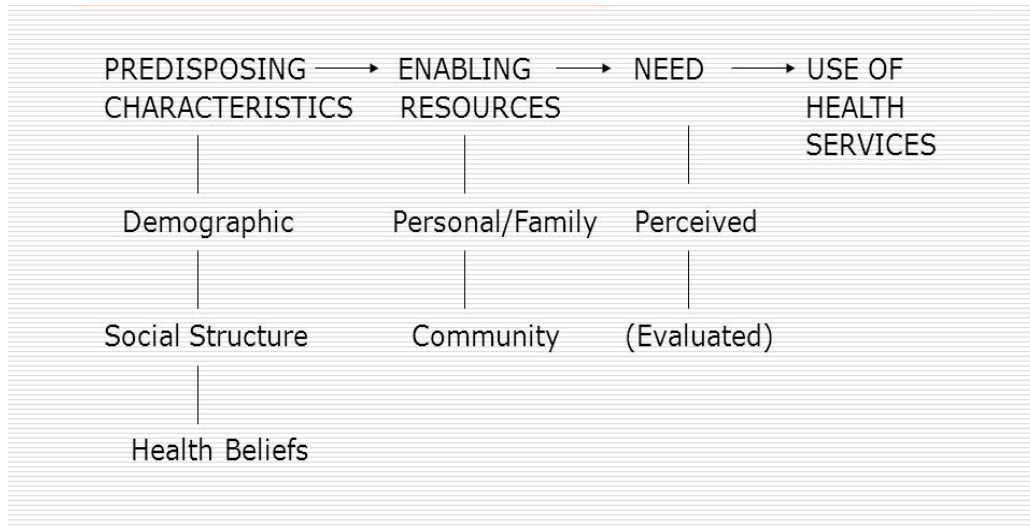 PREDISPOSING → ENABLING → NEED → USE OF
CHARACTERISTICS RESOURCES HEALTH
SERVICES
Demographic Personal/Family Perceived
Social Structure Community (Evaluated)
Health Beliefs